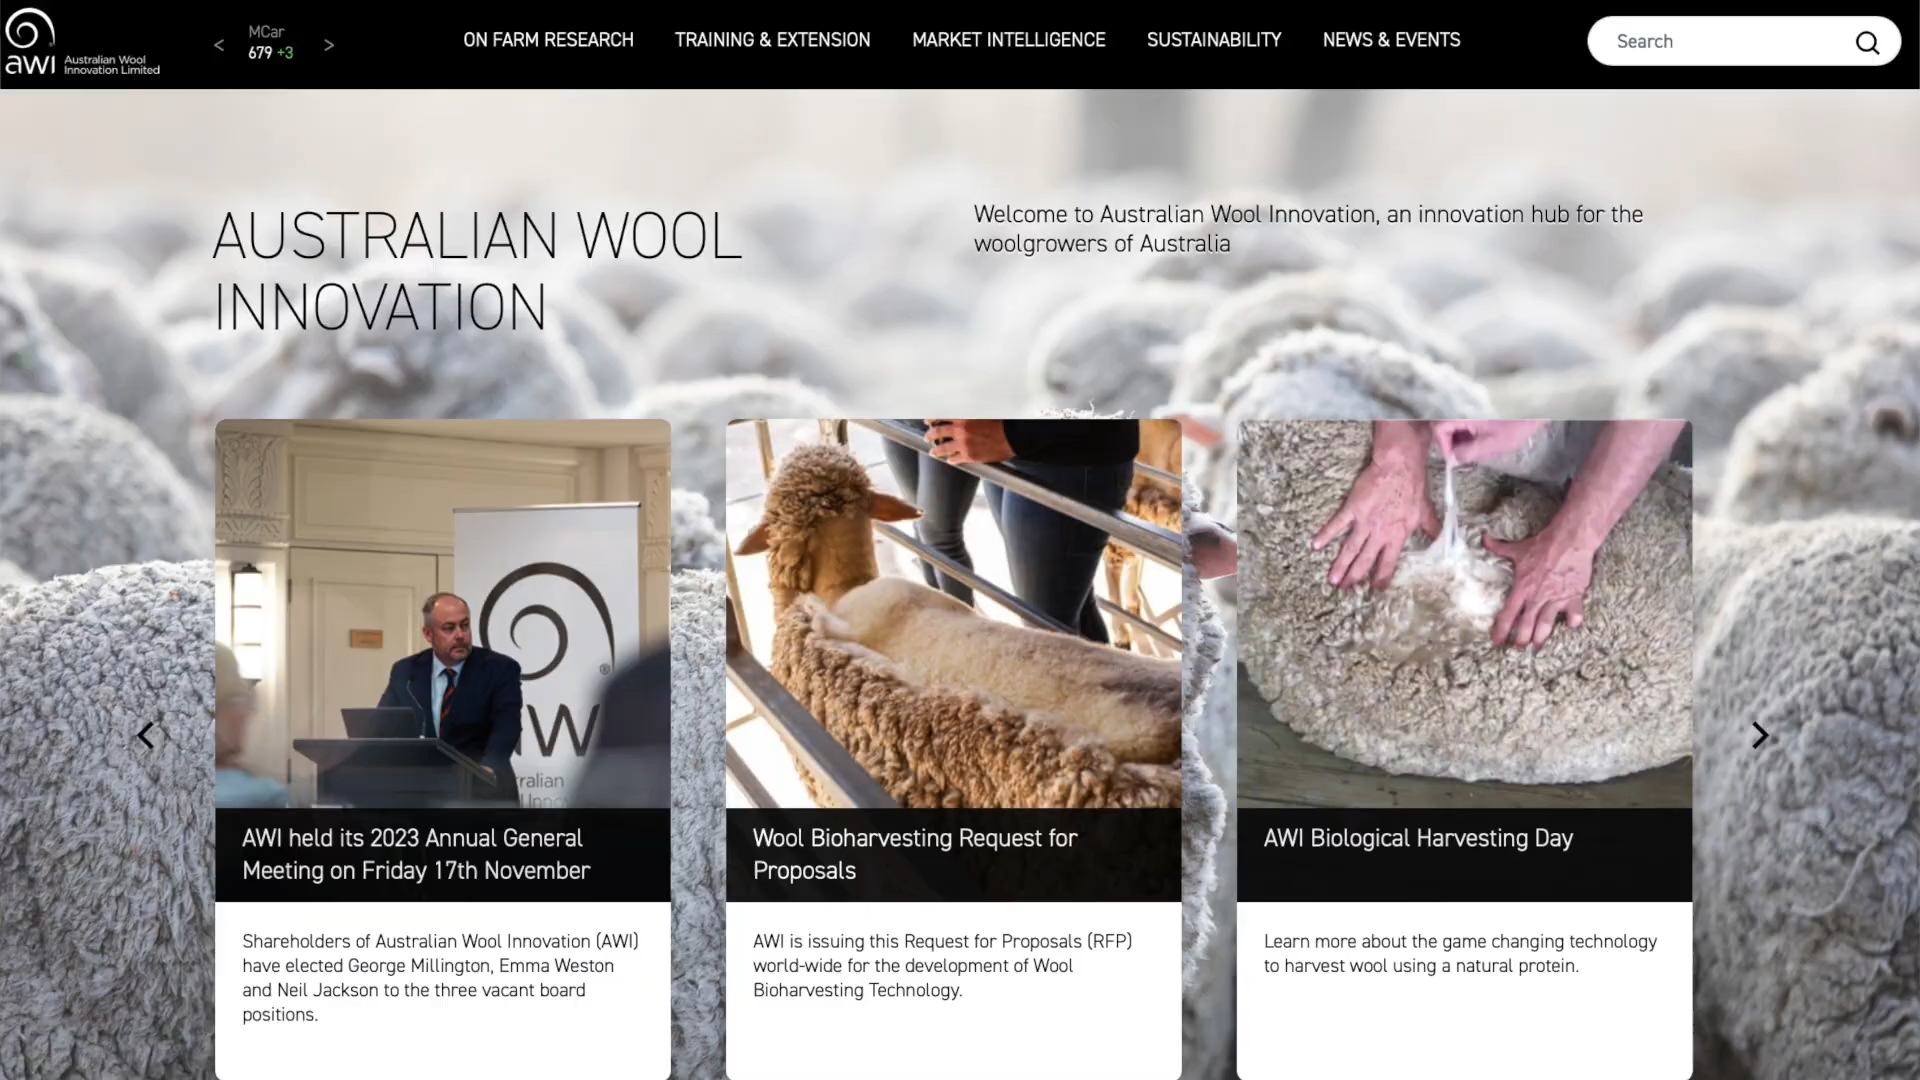 awi Australian Wool
Innovation Limited
< MCar >
679 +3
ON FARM RESEARCH
TRAINING & EXTENSION
MARKET INTELLIGENCE
SUSTAINABILITY
NEWS & EVENTS
Search
AUSTRALIAN WOOL
INNOVATION
Welcome to Australian Wool Innovation, an innovation hub for the
woolgrowers of Australia
AWI held its 2023 Annual General
Meeting on Friday 17th November
Shareholders of Australian Wool Innovation (AWI)
have elected George Millington, Emma Weston
and Neil Jackson to the three vacant board
positions.
Wool Bioharvesting Request for
Proposals
AWI is issuing this Request for Proposals (RFP)
world-wide for the development of Wool
Bioharvesting Technology.
AWI Biological Harvesting Day
Learn more about the game changing technology
to harvest wool using a natural protein.